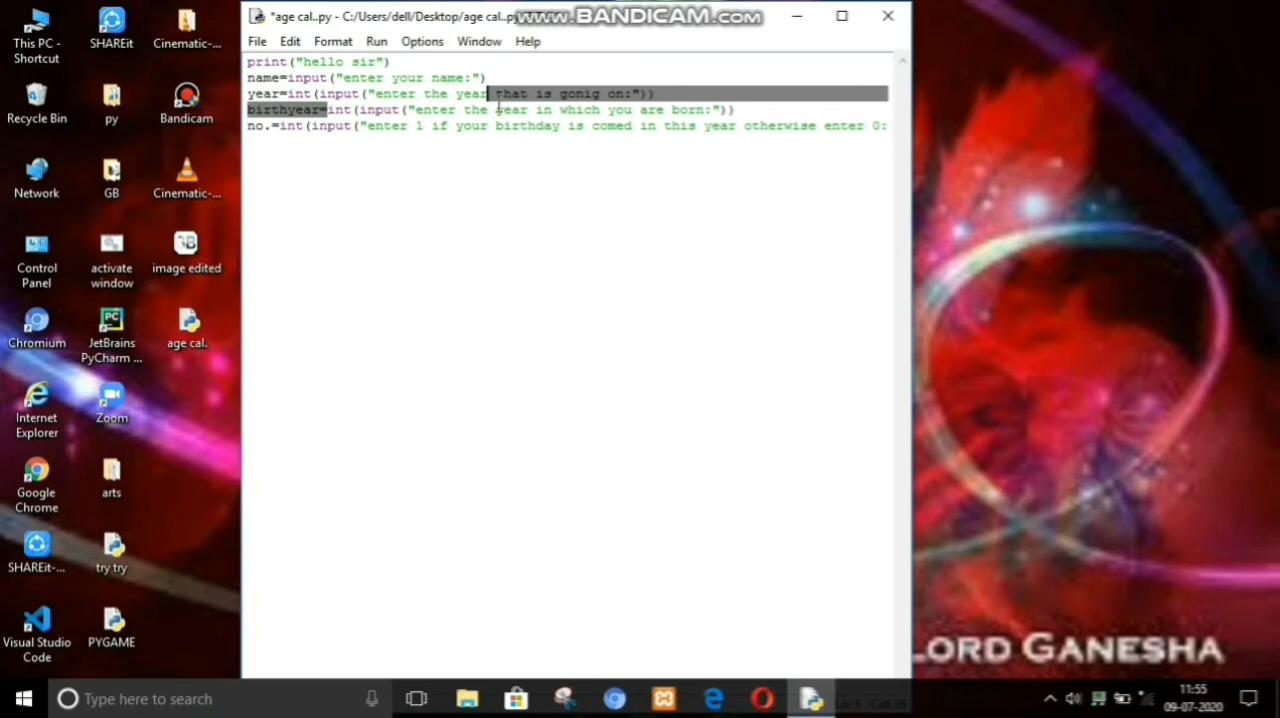 *age cal..py - C:/Users/dell/Desktop/age cal..py
www.BANDICAM.com
File Edit Format Run Options Window Help
print("hello sir")
name=input("enter your name:")
year=int(input("enter the year that is gonig on:"))
birthyear=int(input("enter the year in which you are born:"))
no.=int(input("enter 1 if your birthday is comed in this year otherwise enter 0:
This PC - Shortcut
SHAREit
Cinematic-...
Recycle Bin
py
Bandicam
Network
GB
Cinematic-...
Control Panel
activate window
image edited
Chromium
JetBrains PyCharm ...
age cal.
Internet Explorer
Zoom
Google Chrome
arts
SHAREit-...
try try
Visual Studio Code
PYGAME
LORD GANESHA
Type here to search
11:55
09-07-2020